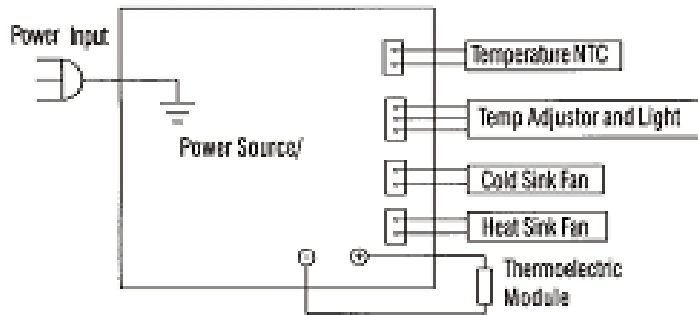 Power Input
Temperature NTC
Temp Adjustor and Light
Power Source/
Cold Sink Fan
Heat Sink Fan
Thermoelectric
Module